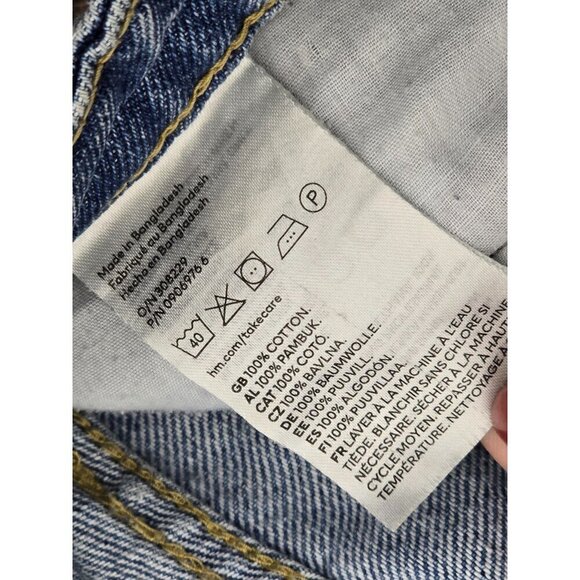 Made in Bangladesh
Fabriqué au Bangladesh
Hecho en Bangladesh
O/N 308229
P/N 0906976.6
40
P
hm.com/takecare
GB 100% COTTON.
AL 100% PAMBUK.
CAT 100% COTÓ.
CZ 100% BAVLNA.
DE 100% BAUMWOLLE.
EE 100% PUUVILL.
ES 100% ALGODÓN.
FI 100% PUUVILLAA.
FR LAVER À LA MACHINE À L'EAU
TIÈDE. BLANCHIR SANS CHLORE SI
NÉCESSAIRE. SÉCHER À LA MACHINE
CYCLE MOYEN. REPASSER À HAUT
TEMPÉRATURE. NETTOYAGE À